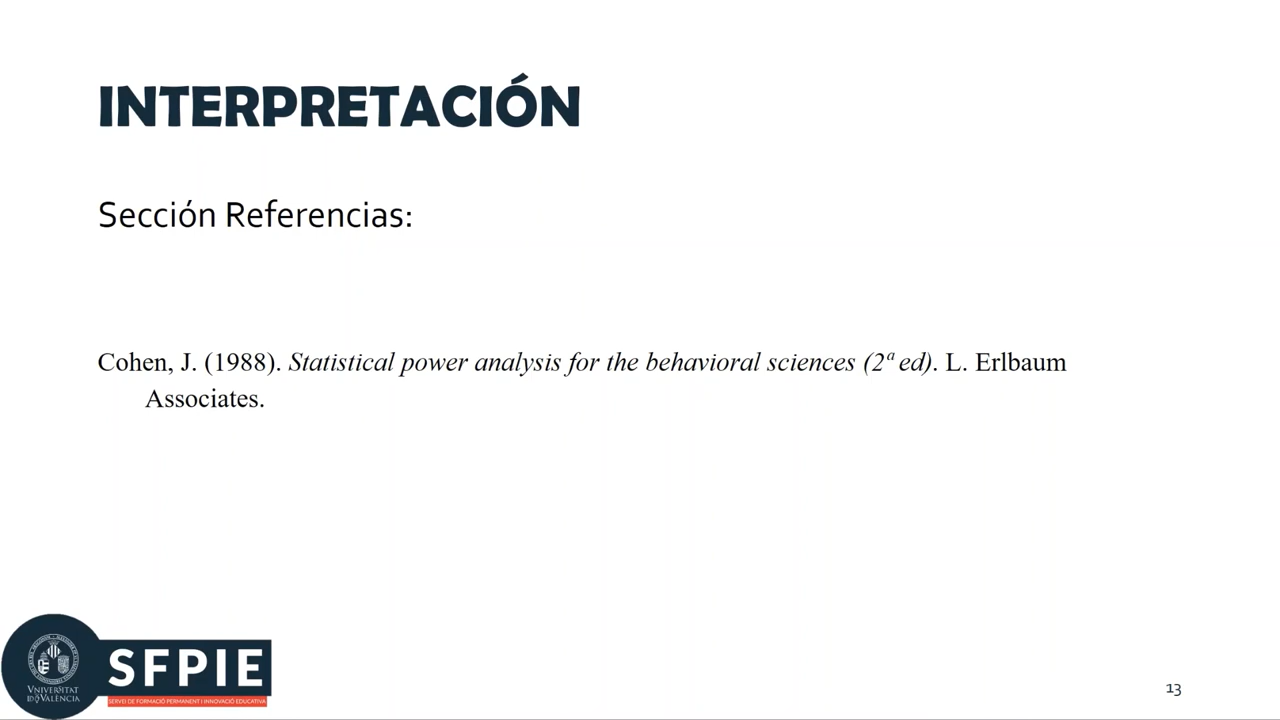 INTERPRETACIÓN
Sección Referencias:
Cohen, J. (1988). Statistical power analysis for the behavioral sciences (2ª ed). L. Erlbaum
Associates.
VNIVERSITAT
ID VALÈNCIA
SFPIE
SERVEI DE FORMACIÓ PERMANENT I INNOVACIÓ EDUCATIVA
13